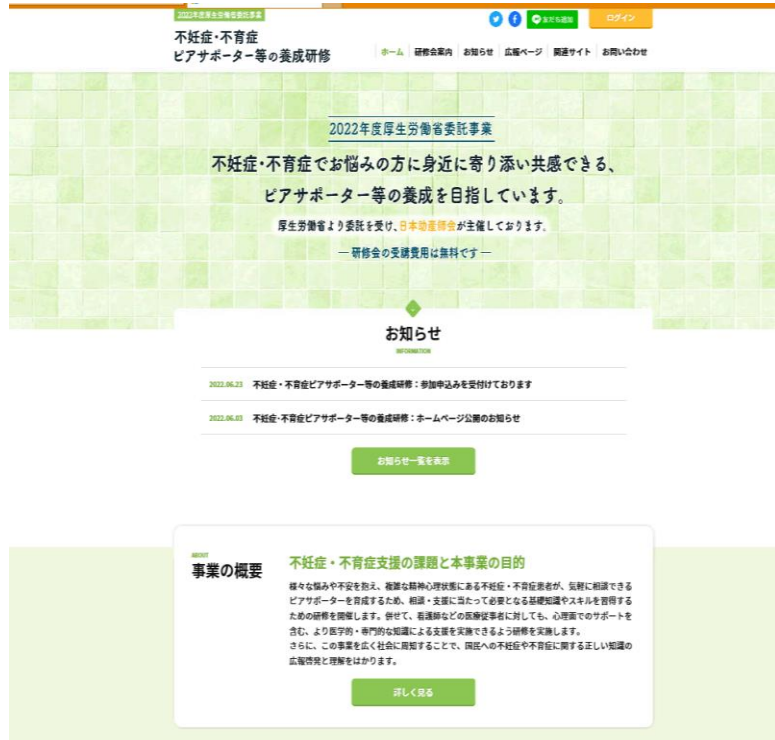 2022年度厚生労働省委託事業
友だち追加
ログイン
不妊症・不育症
ピアサポーター等の養成研修
ホーム 研修会案内 お知らせ 広報ページ 関連サイト お問い合わせ
2022年度厚生労働省委託事業
不妊症・不育症でお悩みの方に身近に寄り添い共感できる、
ピアサポーター等の養成を目指しています。
厚生労働省より委託を受け、日本助産師会が主催しております。
― 研修会の受講費用は無料です ―
お知らせ
INFORMATION
2022.06.23 不妊症・不育症ピアサポーター等の養成研修：参加申込みを受付けております
2022.06.03 不妊症・不育症ピアサポーター等の養成研修：ホームページ公開のお知らせ
お知らせ一覧を表示
ABOUT
事業の概要
不妊症・不育症支援の課題と本事業の目的
様々な悩みや不安を抱え、複雑な精神心理状態にある不妊症・不育症患者が、気軽に相談できる
ピアサポーターを育成するため、相談・支援に当たって必要となる基礎知識やスキルを習得する
ための研修を開催します。併せて、看護師などの医療従事者に対しても、心理面でのサポートを
含む、より医学的・専門的な知識による支援を実施できるよう研修を実施します。
さらに、この事業を広く社会に周知することで、国民への不妊症や不育症に関する正しい知識の
広報啓発と理解をはかります。
詳しく見る